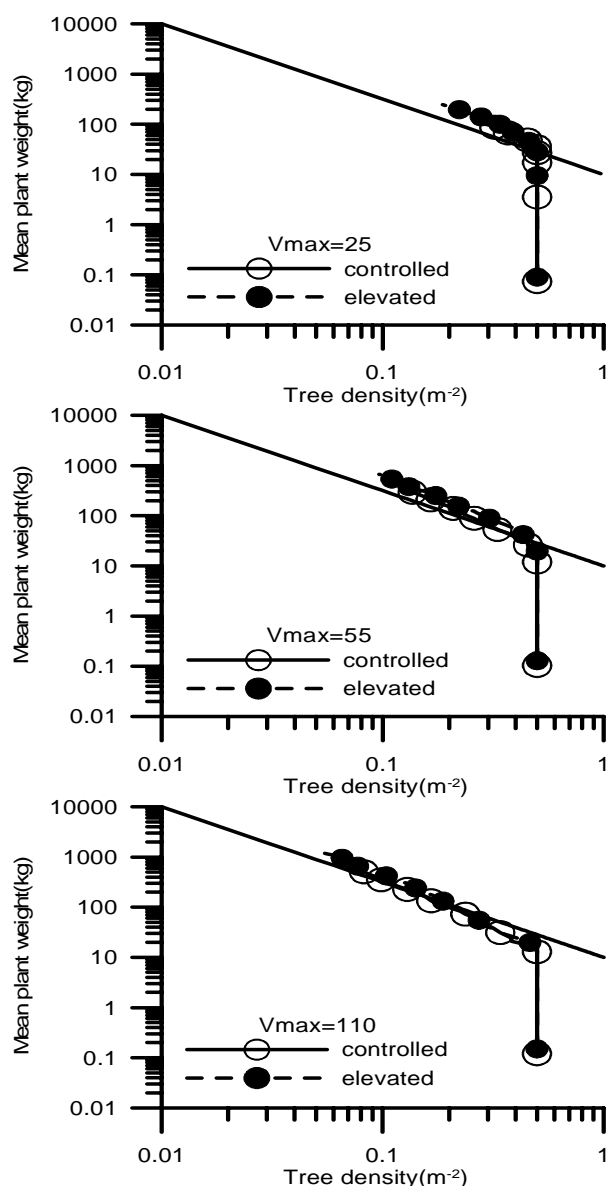 10000
1000
100
10
1
0.1
0.01
Mean plant weight(kg)
Vmax=25
controlled
elevated
0.01 0.1 1
Tree density(m-2)
10000
1000
100
10
1
0.1
0.01
Mean plant weight(kg)
Vmax=55
controlled
elevated
0.01 0.1 1
Tree density(m-2)
10000
1000
100
10
1
0.1
0.01
Mean plant weight(kg)
Vmax=110
controlled
elevated
0.01 0.1 1
Tree density(m-2)